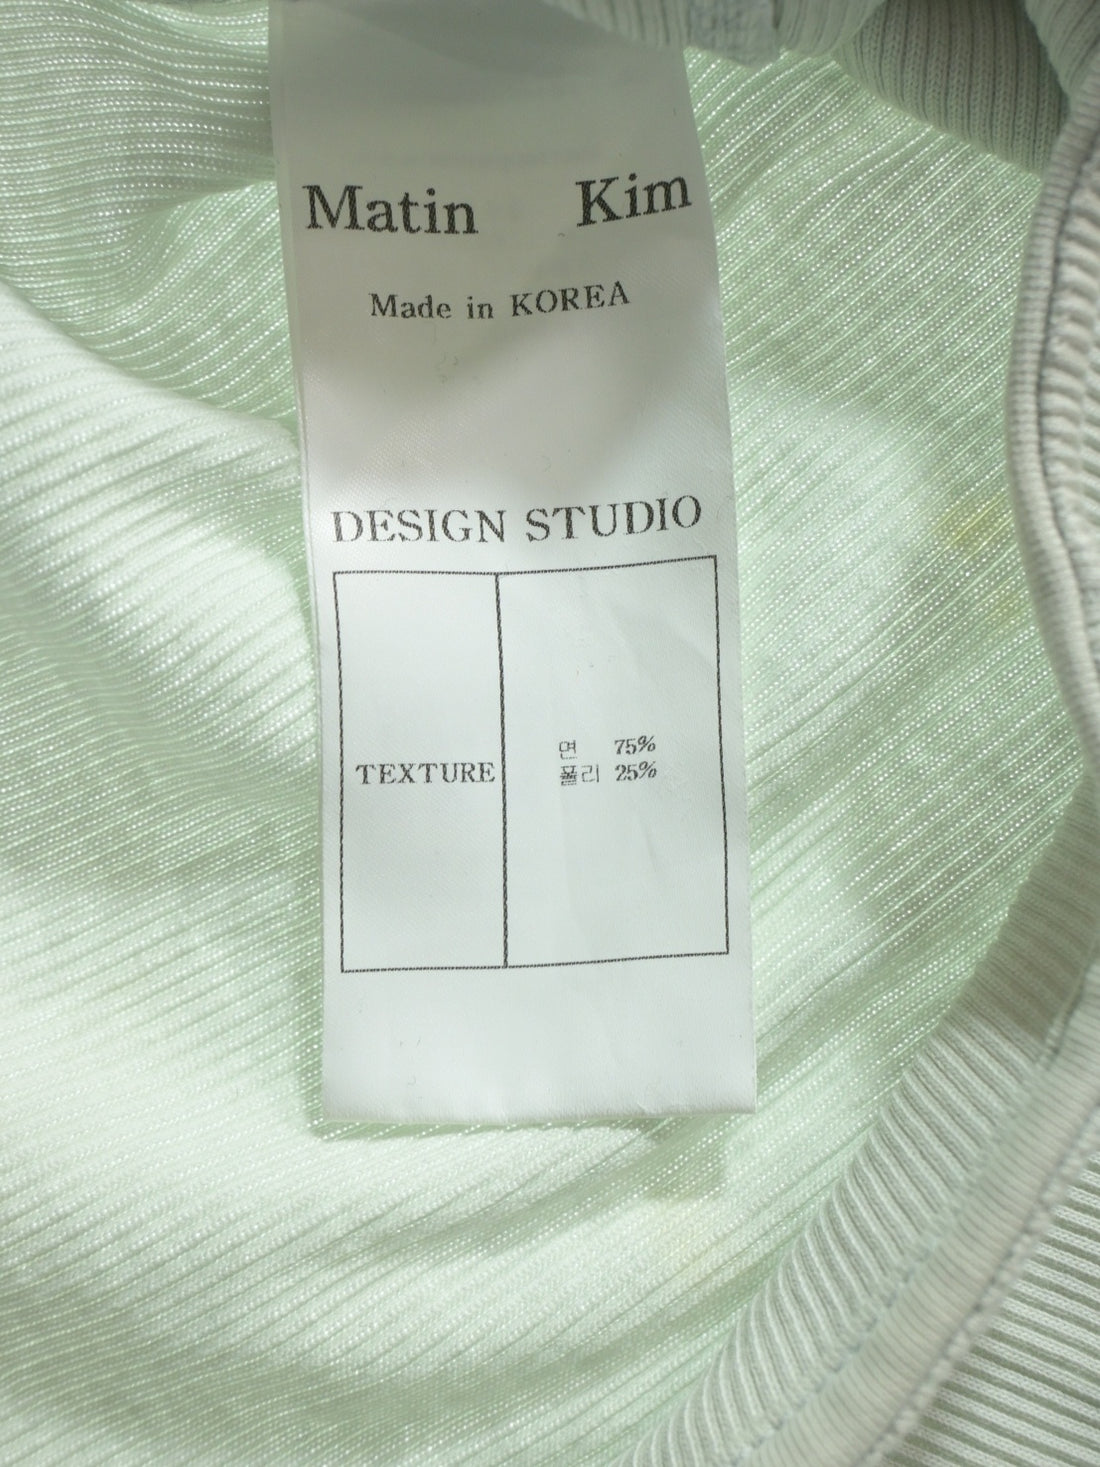 Matin Kim
Made in KOREA
DESIGN STUDIO
TEXTURE
면 75%
폴리 25%